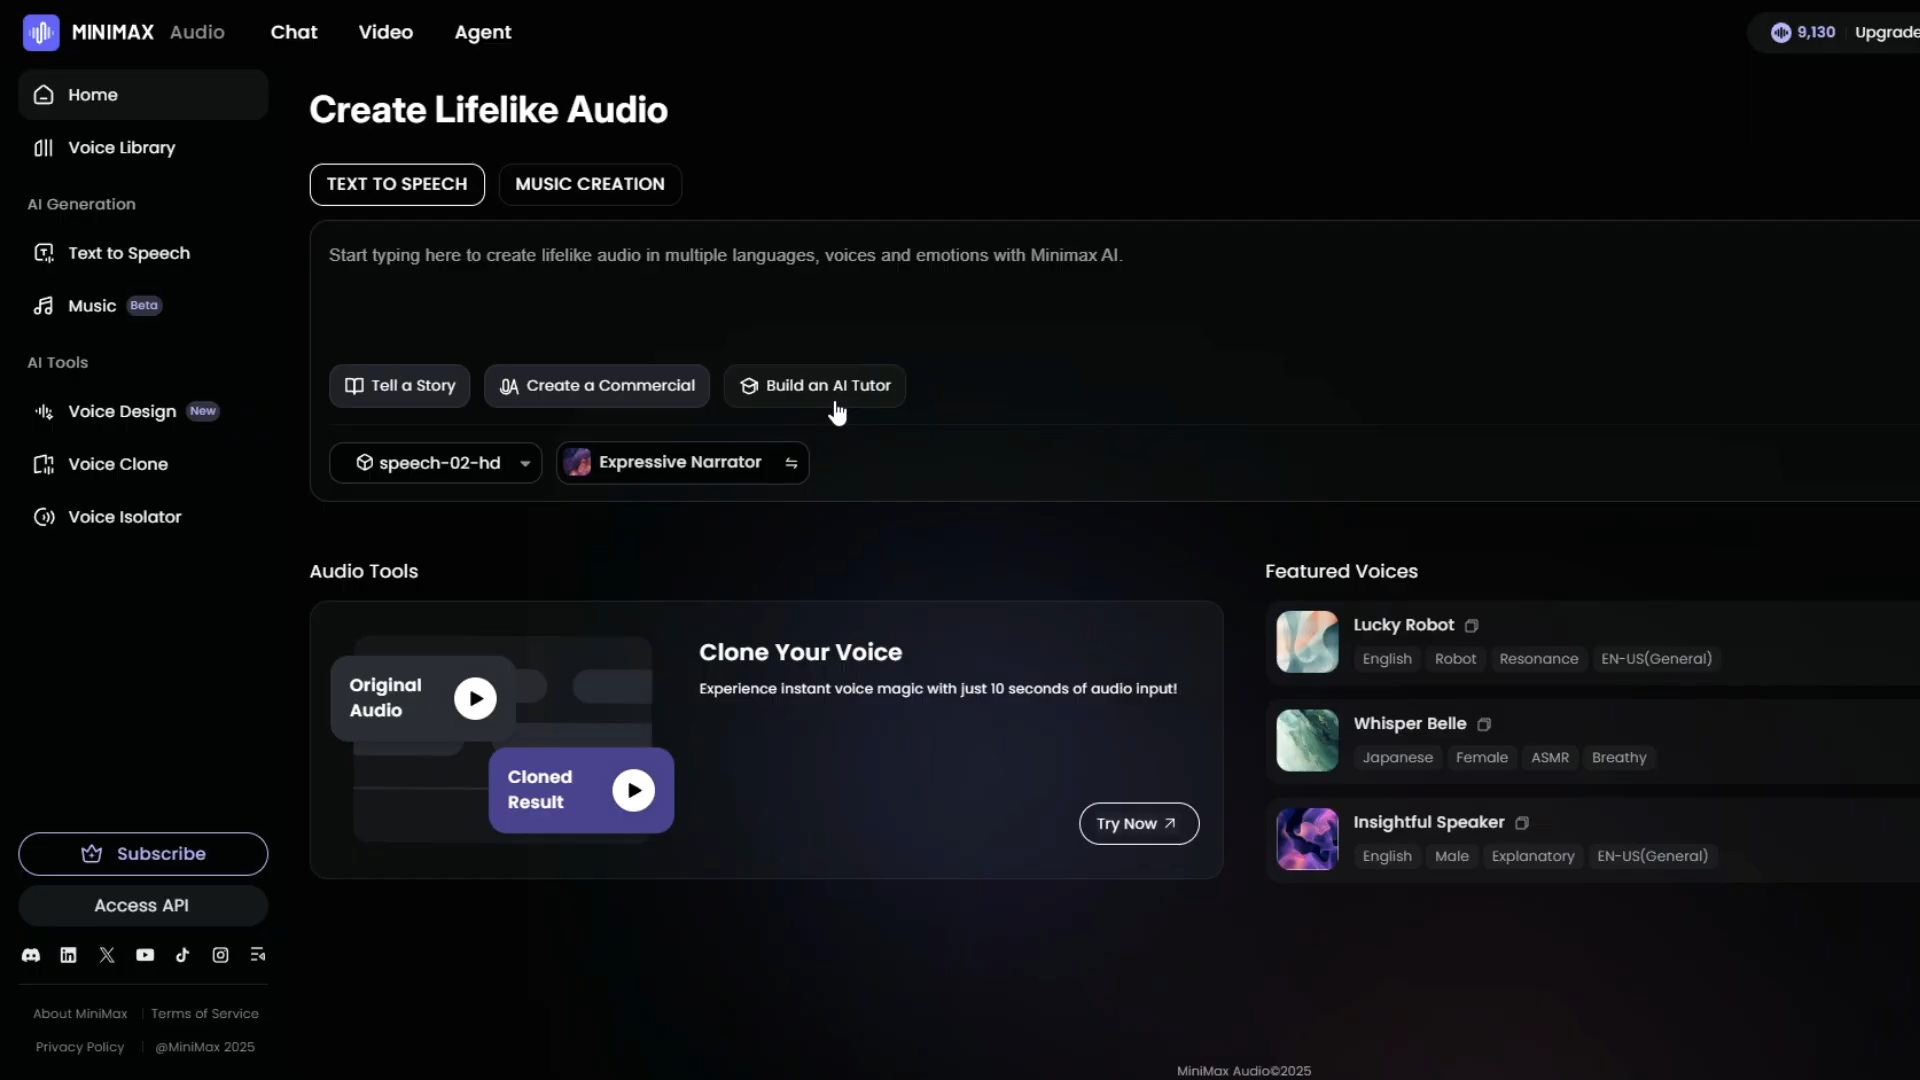 MINIMAX Audio
Chat
Video
Agent
9,130
Upgrade
Home
Voice Library
AI Generation
Text to Speech
Music Beta
AI Tools
Voice Design New
Voice Clone
Voice Isolator
Subscribe
Access API
About MiniMax
Terms of Service
Privacy Policy
@MiniMax 2025
Create Lifelike Audio
TEXT TO SPEECH
MUSIC CREATION
Start typing here to create lifelike audio in multiple languages, voices and emotions with Minimax AI.
Tell a Story
Create a Commercial
Build an AI Tutor
speech-02-hd
Expressive Narrator
Audio Tools
Original
Audio
Cloned
Result
Clone Your Voice
Experience instant voice magic with just 10 seconds of audio input!
Try Now
Featured Voices
Lucky Robot
English Robot Resonance EN-US(General)
Whisper Belle
Japanese Female ASMR Breathy
Insightful Speaker
English Male Explanatory EN-US(General)
MiniMax Audio©2025